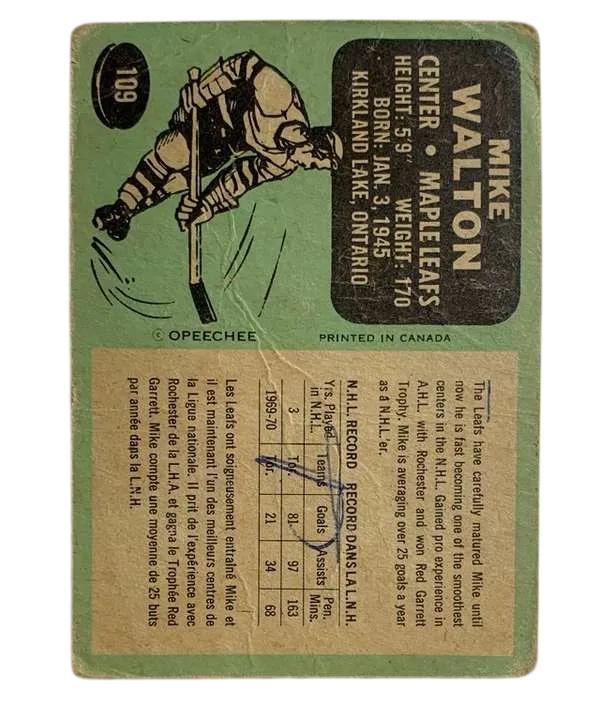 109
MIKE
WALTON
CENTER • MAPLE LEAFS
HEIGHT: 5'9" WEIGHT: 170
BORN: JAN. 3, 1945
KIRKLAND LAKE, ONTARIO
© OPEECHEE PRINTED IN CANADA
The Leafs have carefully matured Mike until
now he is fast becoming one of the smoothest
centers in the N.H.L. Gained pro experience in
A.H.L. with Rochester and won Red Garrett
Trophy. Mike is averaging over 25 goals a year
as a N.H.L.'er.
N.H.L. RECORD RECORD DANS LA L.N.H.
Yrs. Played in N.H.L. Teams Goals Assists Pen. Mins.
3 Tor. 81 97 163
1969-70 Tor. 21 34 68
Les Leafs ont soigneusement entraîné Mike et
il est maintenant l'un des meilleurs centres de
la Ligue nationale. Il prit de l'expérience avec
Rochester de la L.H.A. et gagna le Trophée Red
Garrett. Mike compte une moyenne de 25 buts
par année dans la L.N.H.